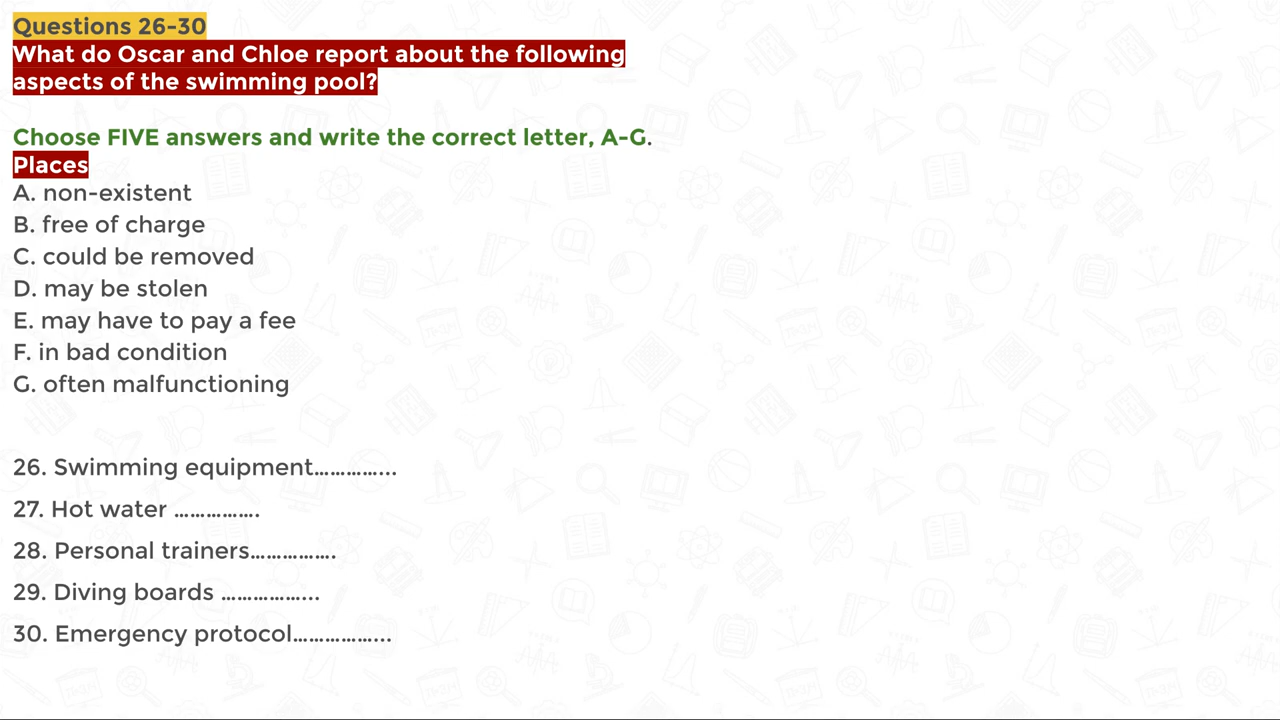 Questions 26-30
What do Oscar and Chloe report about the following
aspects of the swimming pool?
Choose FIVE answers and write the correct letter, A-G.
Places
A. non-existent
B. free of charge
C. could be removed
D. may be stolen
E. may have to pay a fee
F. in bad condition
G. often malfunctioning
26. Swimming equipment…………...
27. Hot water …………….
28. Personal trainers…………….
29. Diving boards ……………...
30. Emergency protocol……………...